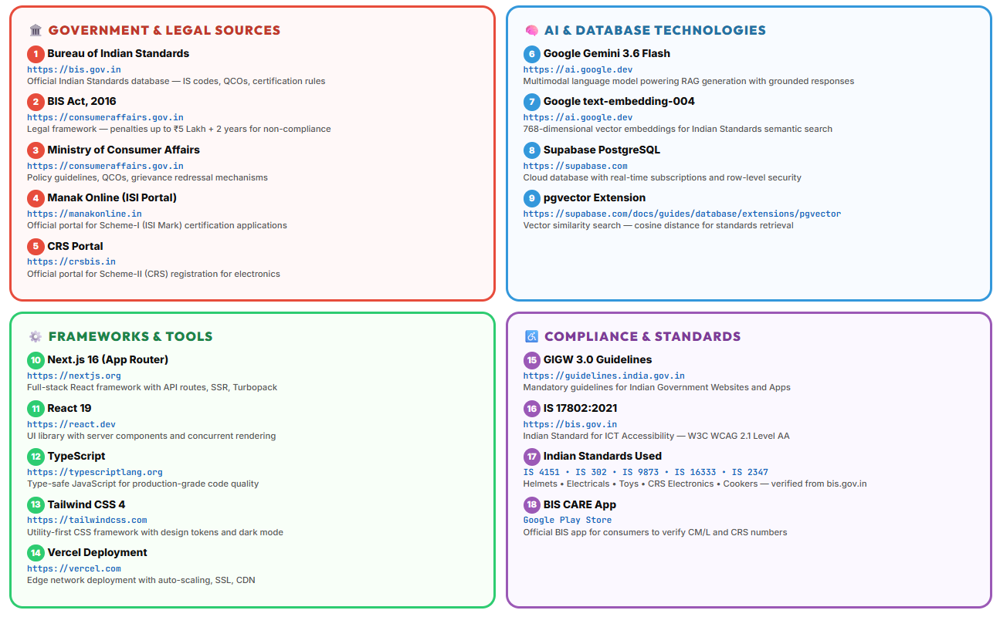 GOVERNMENT & LEGAL SOURCES
1 Bureau of Indian Standards
https://bis.gov.in
Official Indian Standards database — IS codes, QCOs, certification rules
2 BIS Act, 2016
https://consumeraffairs.gov.in
Legal framework — penalties up to ₹5 Lakh + 2 years for non-compliance
3 Ministry of Consumer Affairs
https://consumeraffairs.gov.in
Policy guidelines, QCOs, grievance redressal mechanisms
4 Manak Online (ISI Portal)
https://manakonline.in
Official portal for Scheme-I (ISI Mark) certification applications
5 CRS Portal
https://crsbis.in
Official portal for Scheme-II (CRS) registration for electronics
AI & DATABASE TECHNOLOGIES
6 Google Gemini 3.6 Flash
https://ai.google.dev
Multimodal language model powering RAG generation with grounded responses
7 Google text-embedding-004
https://ai.google.dev
768-dimensional vector embeddings for Indian Standards semantic search
8 Supabase PostgreSQL
https://supabase.com
Cloud database with real-time subscriptions and row-level security
9 pgvector Extension
https://supabase.com/docs/guides/database/extensions/pgvector
Vector similarity search — cosine distance for standards retrieval
FRAMEWORKS & TOOLS
10 Next.js 16 (App Router)
https://nextjs.org
Full-stack React framework with API routes, SSR, Turbopack
11 React 19
https://react.dev
UI library with server components and concurrent rendering
12 TypeScript
https://typescriptlang.org
Type-safe JavaScript for production-grade code quality
13 Tailwind CSS 4
https://tailwindcss.com
Utility-first CSS framework with design tokens and dark mode
14 Vercel Deployment
https://vercel.com
Edge network deployment with auto-scaling, SSL, CDN
COMPLIANCE & STANDARDS
15 GIGW 3.0 Guidelines
https://guidelines.india.gov.in
Mandatory guidelines for Indian Government Websites and Apps
16 IS 17802:2021
https://bis.gov.in
Indian Standard for ICT Accessibility — W3C WCAG 2.1 Level AA
17 Indian Standards Used
IS 4151 • IS 302 • IS 9873 • IS 16333 • IS 2347
Helmets • Electricals • Toys • CRS Electronics • Cookers — verified from bis.gov.in
18 BIS CARE App
Google Play Store
Official BIS app for consumers to verify CM/L and CRS numbers